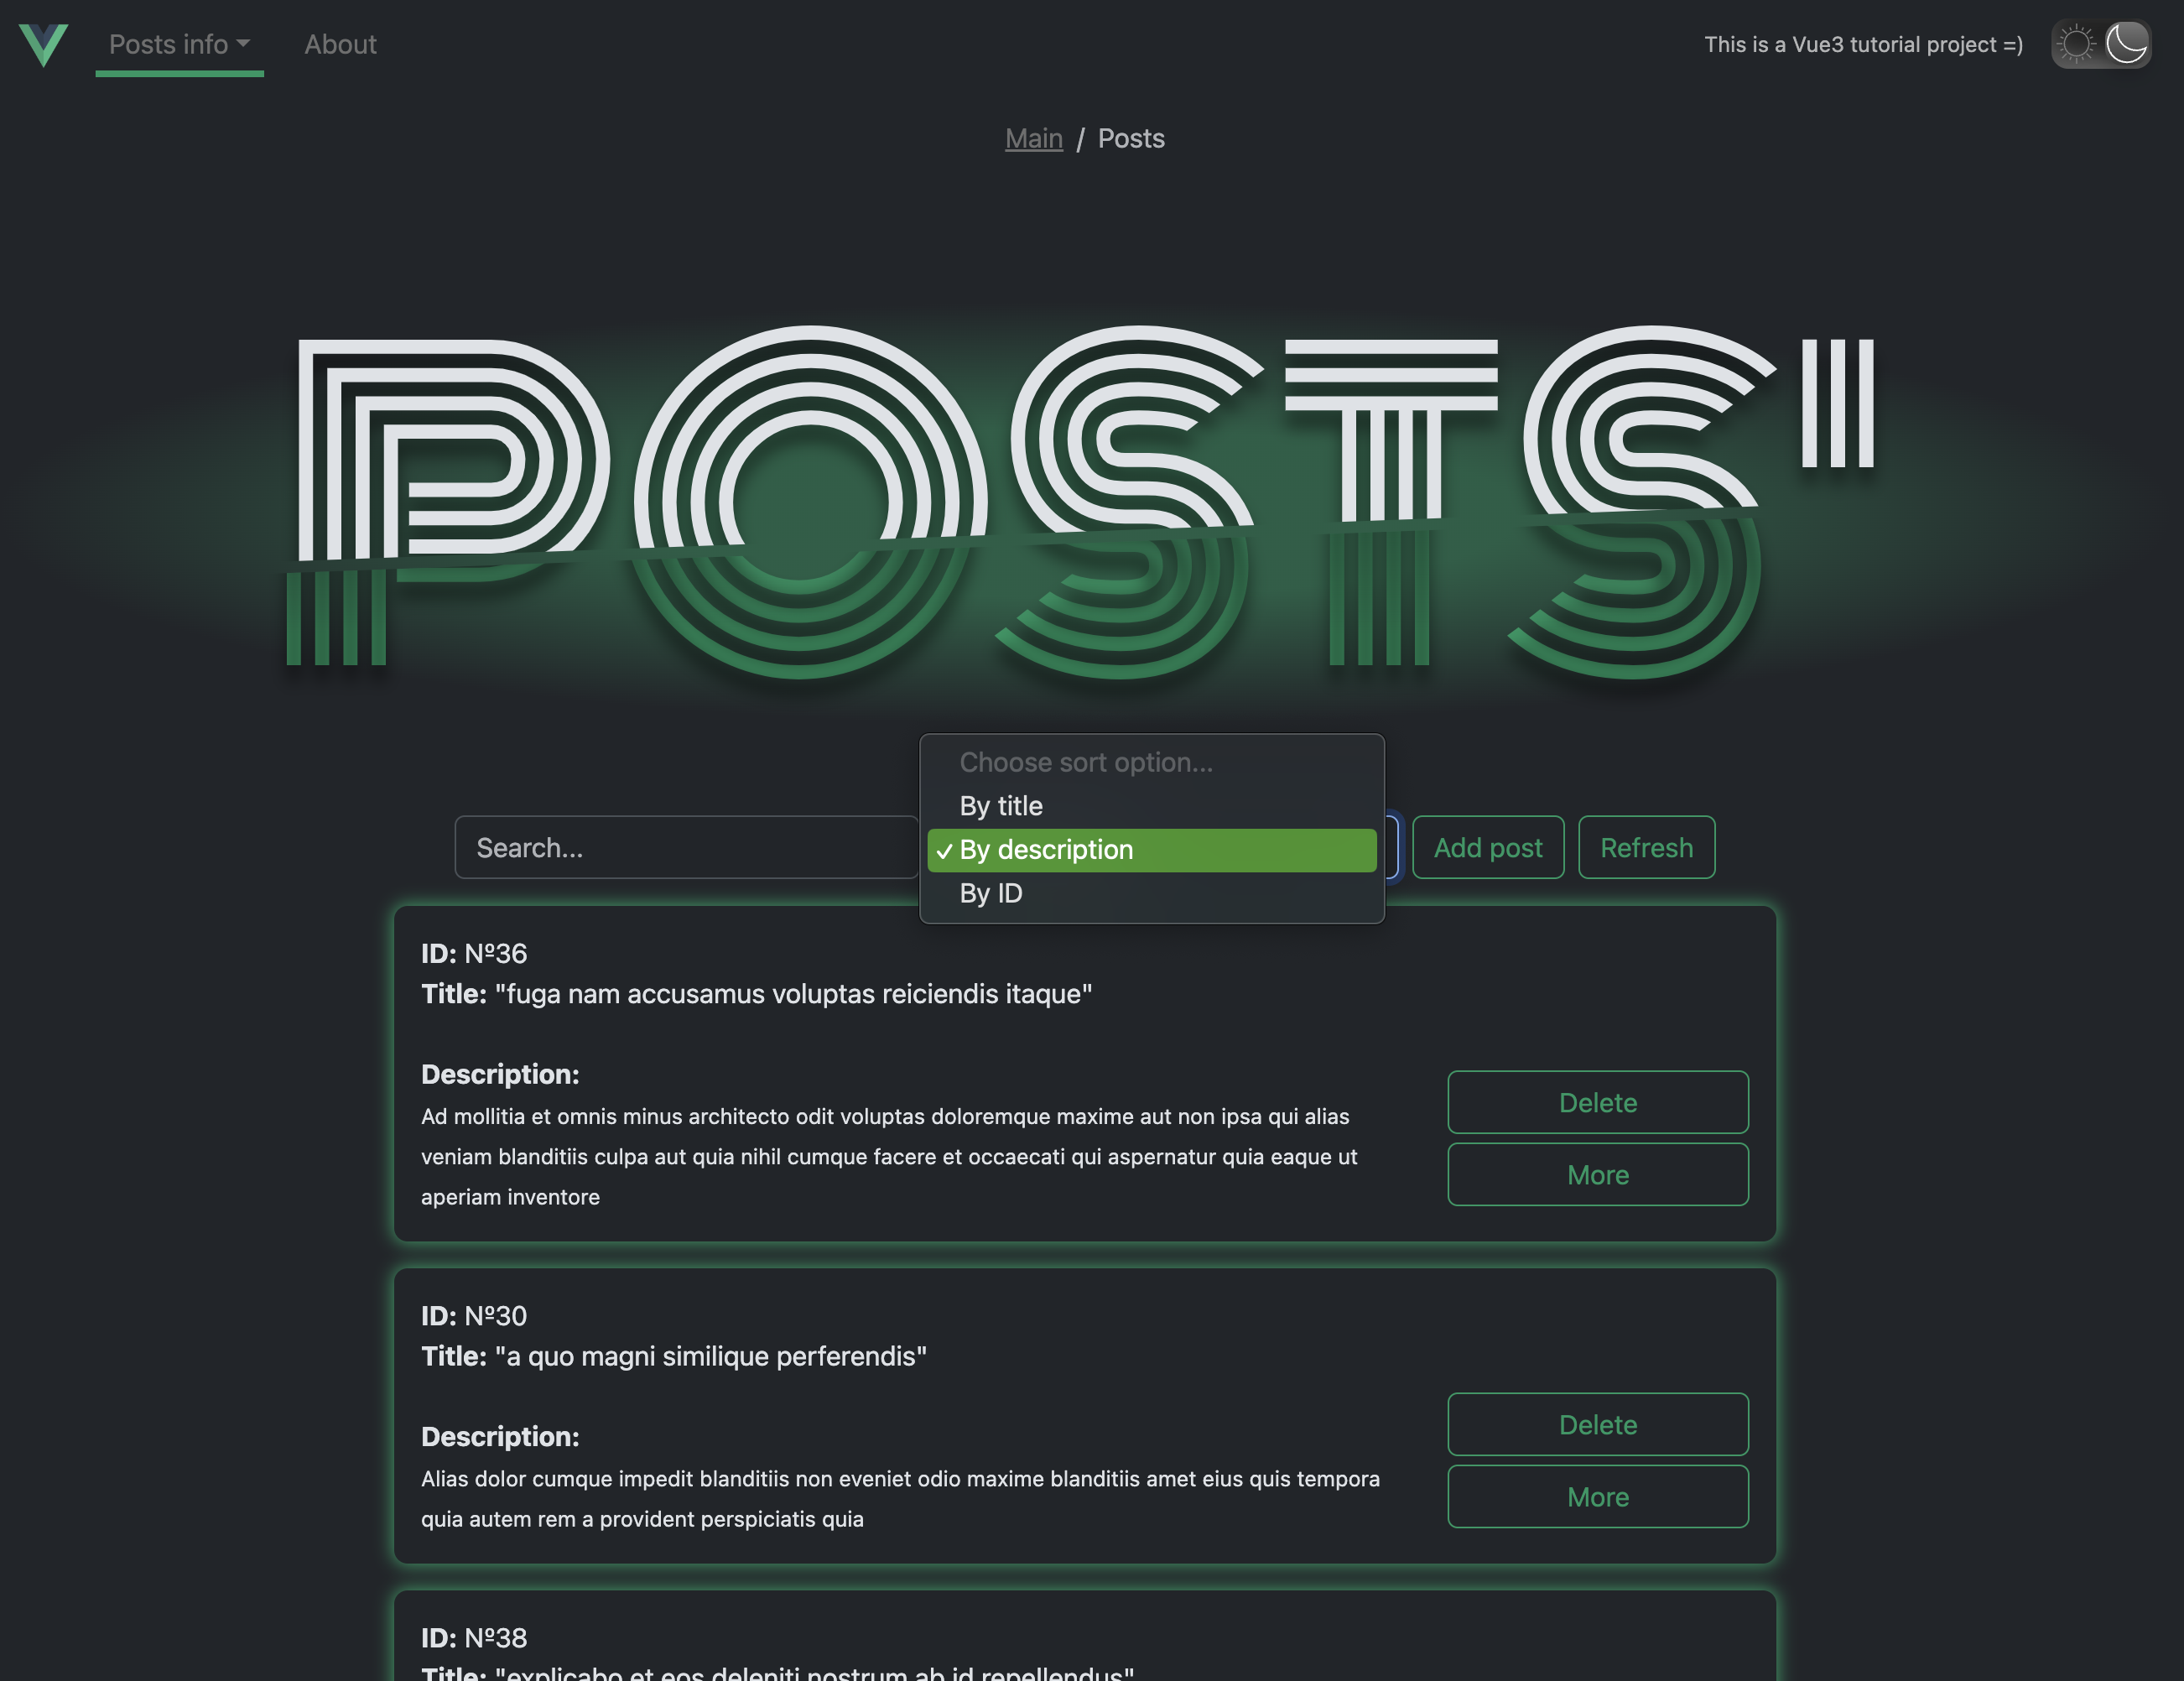 Posts info
About
This is a Vue3 tutorial project =)
Main / Posts
POSTS"
Choose sort option...
By title
✓ By description
By ID
Search...
Add post
Refresh
ID: Nº36
Title: "fuga nam accusamus voluptas reiciendis itaque"
Description:
Ad mollitia et omnis minus architecto odit voluptas doloremque maxime aut non ipsa qui alias
veniam blanditiis culpa aut quia nihil cumque facere et occaecati qui aspernatur quia eaque ut
aperiam inventore
Delete
More
ID: Nº30
Title: "a quo magni similique perferendis"
Description:
Alias dolor cumque impedit blanditiis non eveniet odio maxime blanditiis amet eius quis tempora
quia autem rem a provident perspiciatis quia
Delete
More
ID: Nº38
Title: "explicabo et eos deleniti nostrum ab id repellendus"